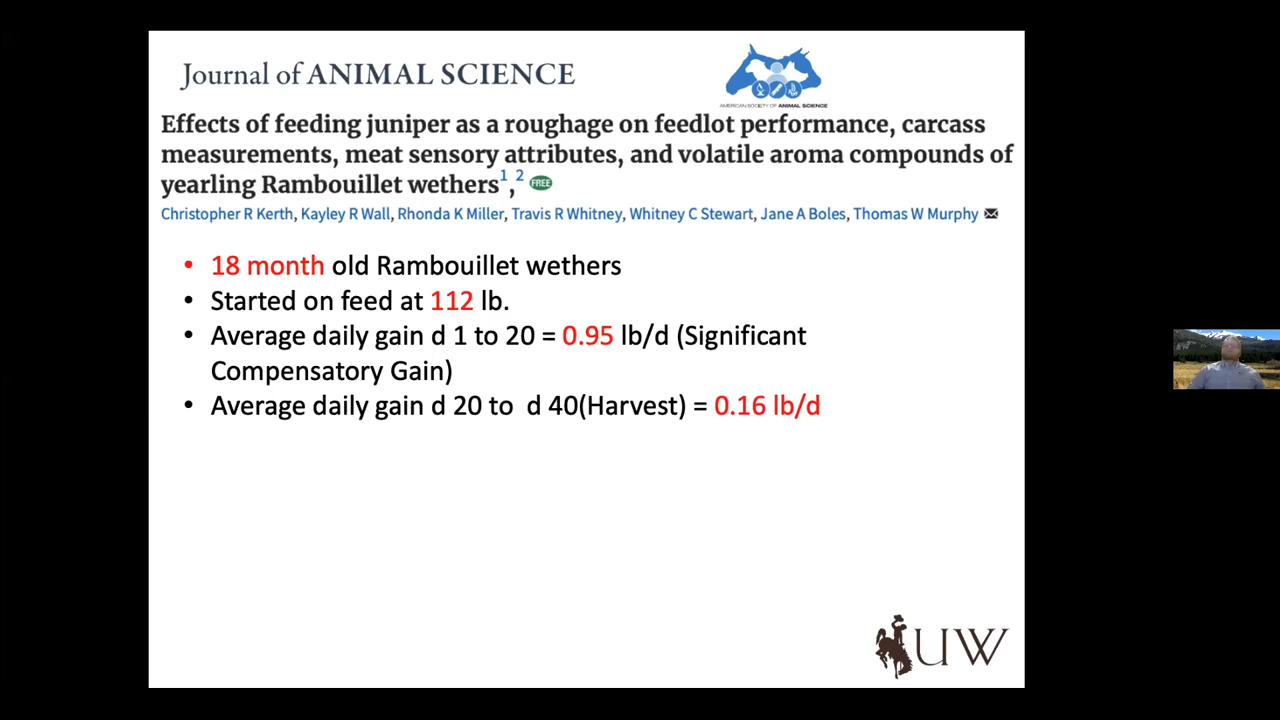 Journal of ANIMAL SCIENCE
AMERICAN SOCIETY OF ANIMAL SCIENCE
Effects of feeding juniper as a roughage on feedlot performance, carcass
measurements, meat sensory attributes, and volatile aroma compounds of
yearling Rambouillet wethers1,2 FREE
Christopher R Kerth, Kayley R Wall, Rhonda K Miller, Travis R Whitney, Whitney C Stewart, Jane A Boles, Thomas W Murphy
• 18 month old Rambouillet wethers
• Started on feed at 112 lb.
• Average daily gain d 1 to 20 = 0.95 lb/d (Significant
Compensatory Gain)
• Average daily gain d 20 to d 40(Harvest) = 0.16 lb/d
UW